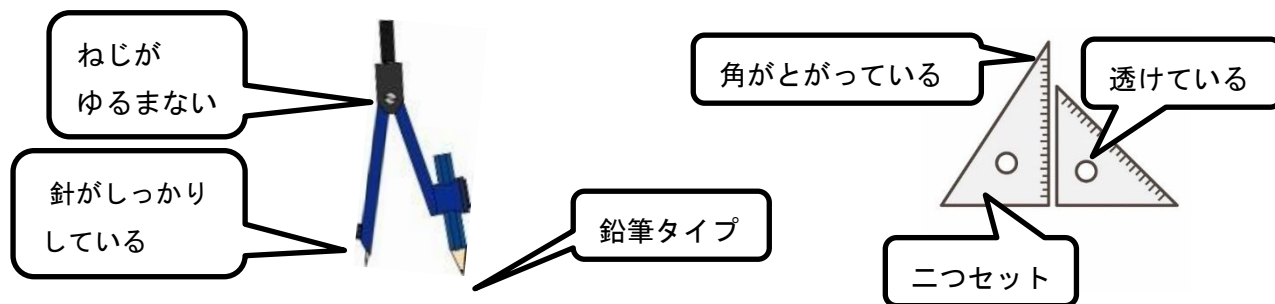 ねじが
ゆるまない
針がしっかり
している
鉛筆タイプ
角がとがっている
透けている
二つセット